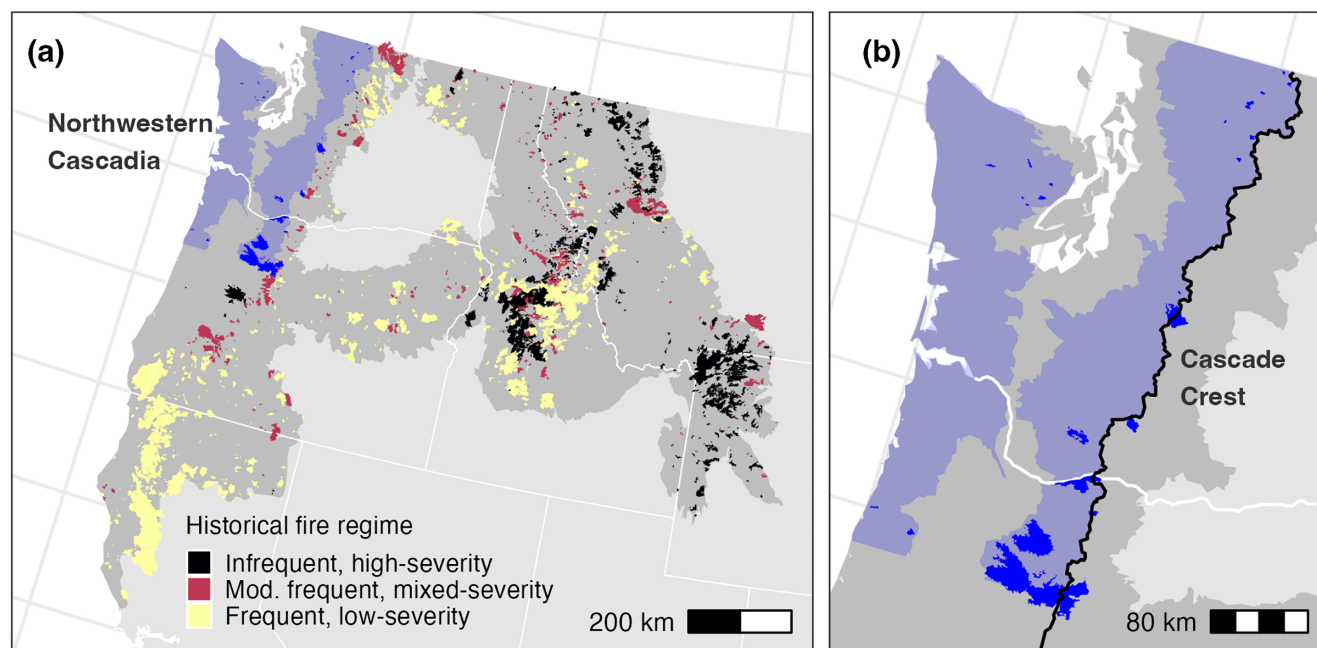 (a)
Northwestern
Cascadia
Historical fire regime
Infrequent, high-severity
Mod. frequent, mixed-severity
Frequent, low-severity
200 km
(b)
Cascade
Crest
80 km